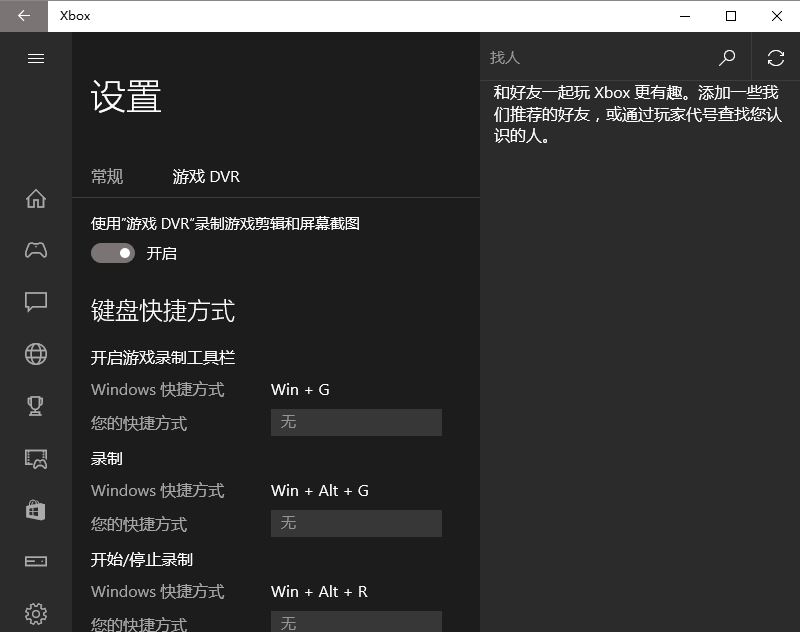 Xbox
设置
常规
游戏 DVR
使用"游戏 DVR"录制游戏剪辑和屏幕截图
开启
键盘快捷方式
开启游戏录制工具栏
Windows 快捷方式
Win + G
您的快捷方式
无
录制
Windows 快捷方式
Win + Alt + G
您的快捷方式
无
开始/停止录制
Windows 快捷方式
Win + Alt + R
您的快捷方式
无
找人
和好友一起玩 Xbox 更有趣。添加一些我
们推荐的好友，或通过玩家代号查找您认
识的人。